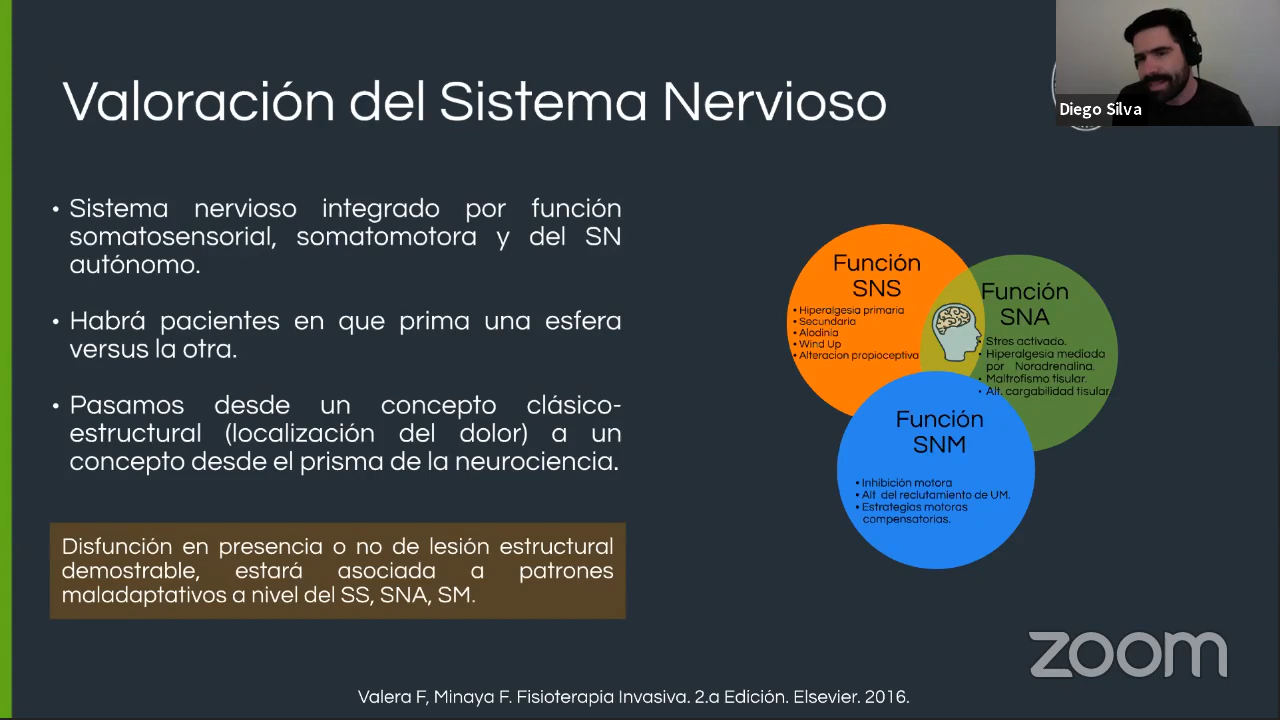 Valoración del Sistema Nervioso
Diego Silva
• Sistema nervioso integrado por función
somatosensorial, somatomotora y del SN
autónomo.
• Habrá pacientes en que prima una esfera
versus la otra.
• Pasamos desde un concepto clásico-
estructural (localización del dolor) a un
concepto desde el prisma de la neurociencia.
Disfunción en presencia o no de lesión estructural
demostrable, estará asociada a patrones
maladaptativos a nivel del SS, SNA, SM.
Función
SNS
• Hiperalgesia primaria
• Secundaria
• Alodinia
• Wind Up
• Alteracion propioceptiva
Función
SNA
• Stres activado.
• Hiperalgesia mediada
por Noradrenalina.
• Maltrofismo tisular.
• Alt. cargabilidad tisular
Función
SNM
• Inhibición motora
• Alt del reclutamiento de UM.
• Estrategias motoras
compensatorias.
zoom
Valera F, Minaya F. Fisioterapia Invasiva. 2.a Edición. Elsevier. 2016.